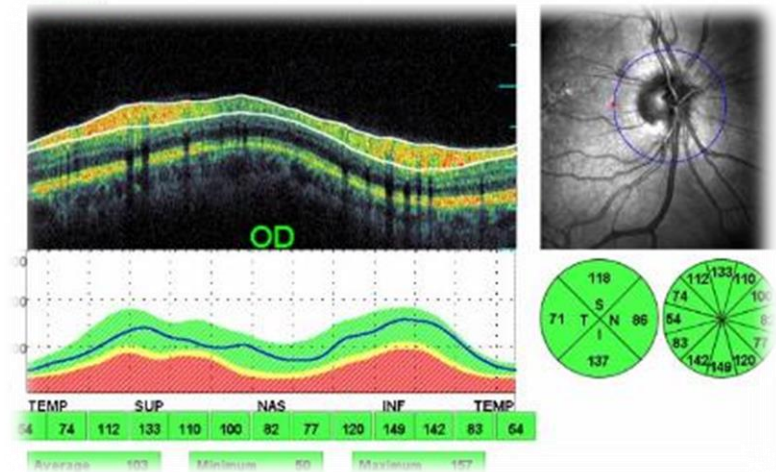 OD
TEMP SUP NAS INF TEMP
74 112 133 110 100 82 77 120 149 142 83 54
Average 103 Minimum 50 Maximum 157
118
S
71 T N 86
I
137
112 133 110
74
54
83 77
142 149 120